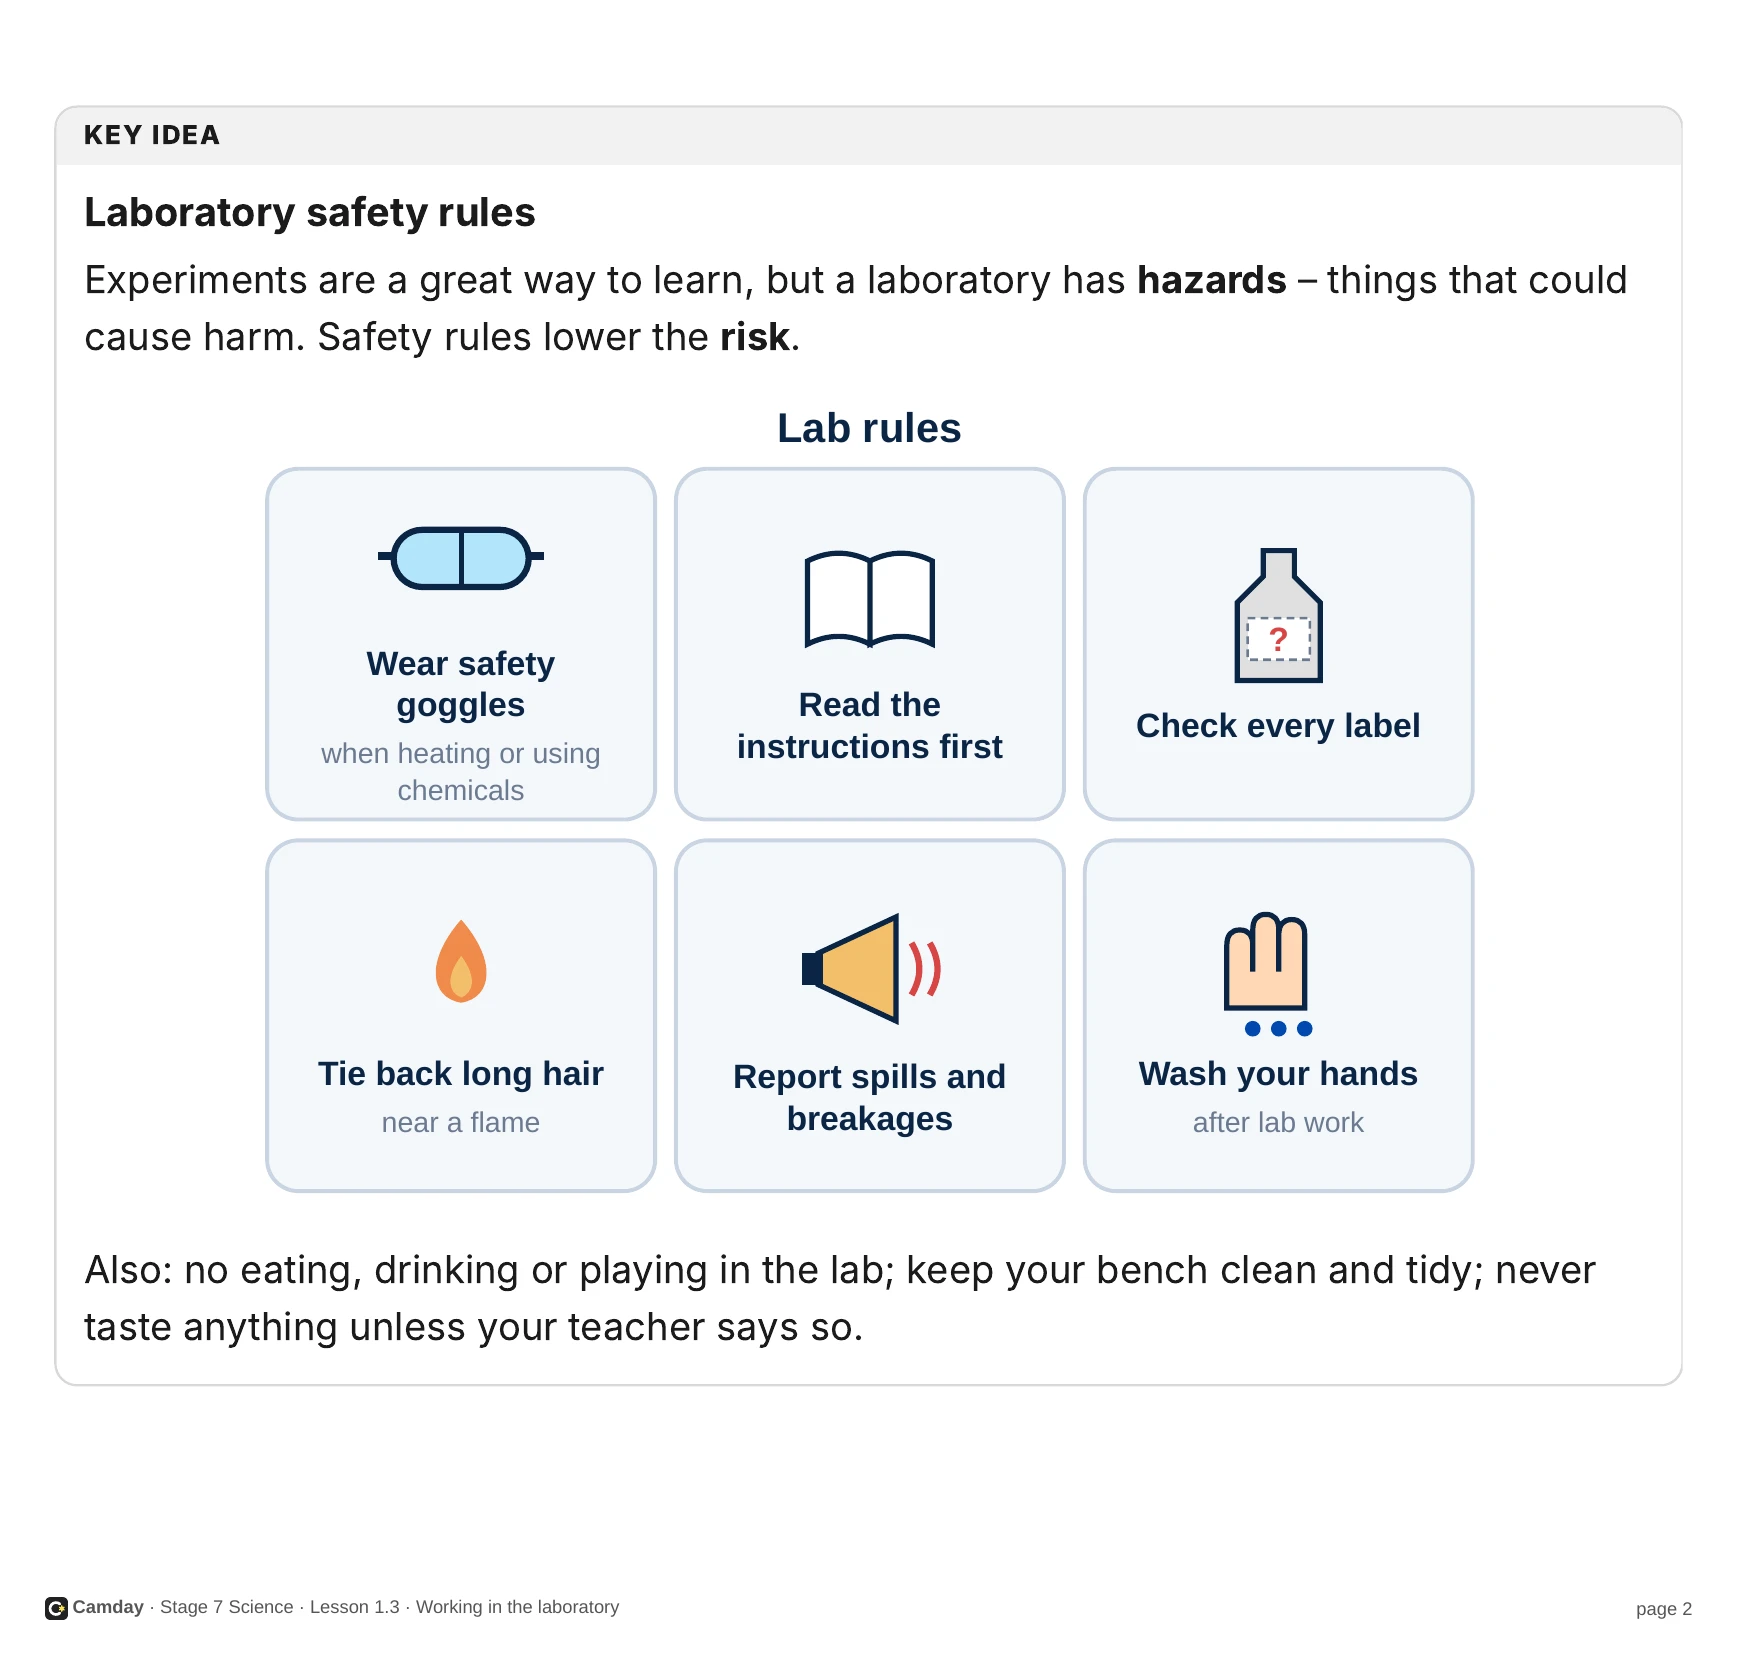 KEY IDEA
Laboratory safety rules
Experiments are a great way to learn, but a laboratory has hazards – things that could
cause harm. Safety rules lower the risk.
Lab rules
Wear safety
goggles
when heating or using
chemicals
Read the
instructions first
?
Check every label
Tie back long hair
near a flame
Report spills and
breakages
Wash your hands
after lab work
Also: no eating, drinking or playing in the lab; keep your bench clean and tidy; never
taste anything unless your teacher says so.
Camday · Stage 7 Science · Lesson 1.3 · Working in the laboratory
page 2